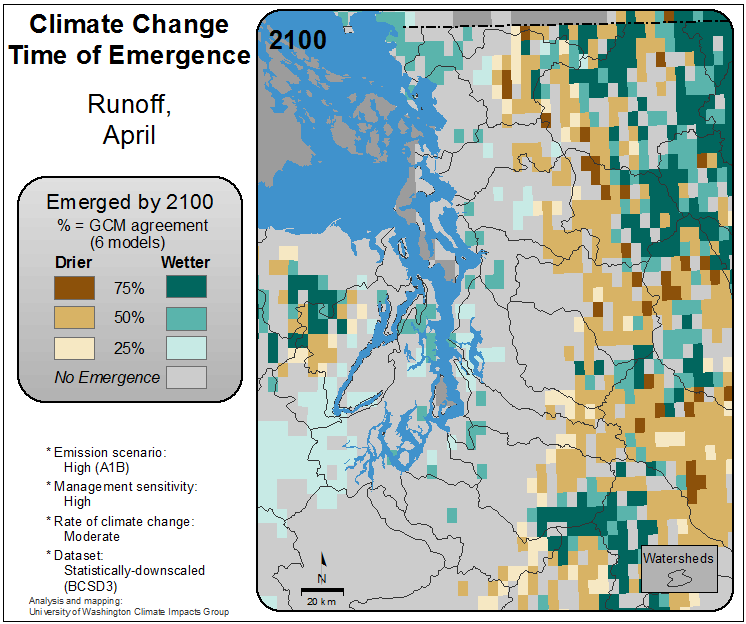 Climate Change
Time of Emergence
Runoff,
April
Emerged by 2100
% = GCM agreement
(6 models)
Drier Wetter
75%
50%
25%
No Emergence
* Emission scenario:
High (A1B)
* Management sensitivity:
High
* Rate of climate change:
Moderate
* Dataset:
Statistically-downscaled
(BCSD3)
Analysis and mapping:
University of Washington Climate Impacts Group
2100
N
20 km
Watersheds